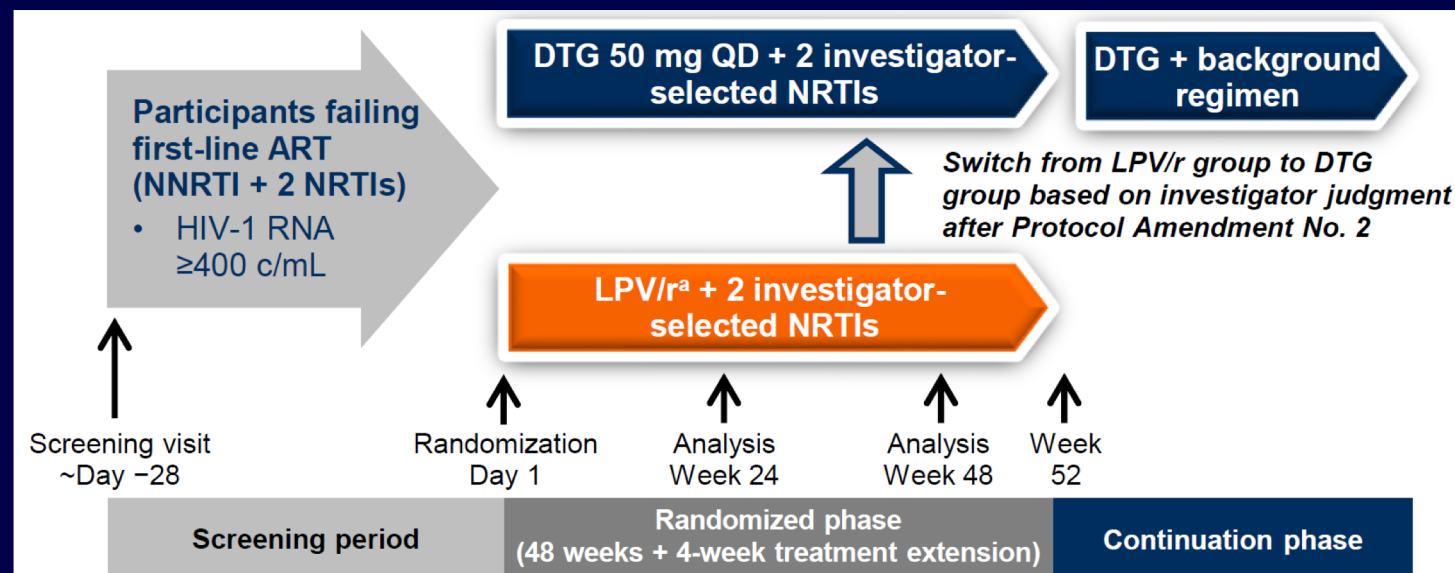 DTG 50 mg QD + 2 investigator-
selected NRTIs
DTG + background
regimen
Participants failing
first-line ART
(NNRTI + 2 NRTIs)
• HIV-1 RNA
≥400 c/mL
Switch from LPV/r group to DTG
group based on investigator judgment
after Protocol Amendment No. 2
LPV/rᵃ + 2 investigator-
selected NRTIs
Screening visit
~Day −28
Randomization
Day 1
Analysis
Week 24
Analysis
Week 48
Week
52
Screening period
Randomized phase
(48 weeks + 4-week treatment extension)
Continuation phase